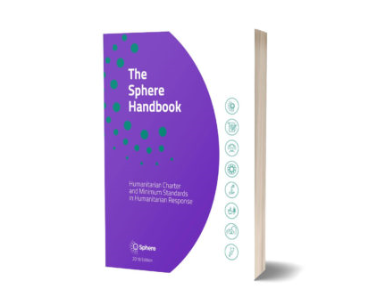 The
Sphere
Handbook
Humanitarian Charter
and Minimum Standards
in Humanitarian Response
Sphere
2018 Edition